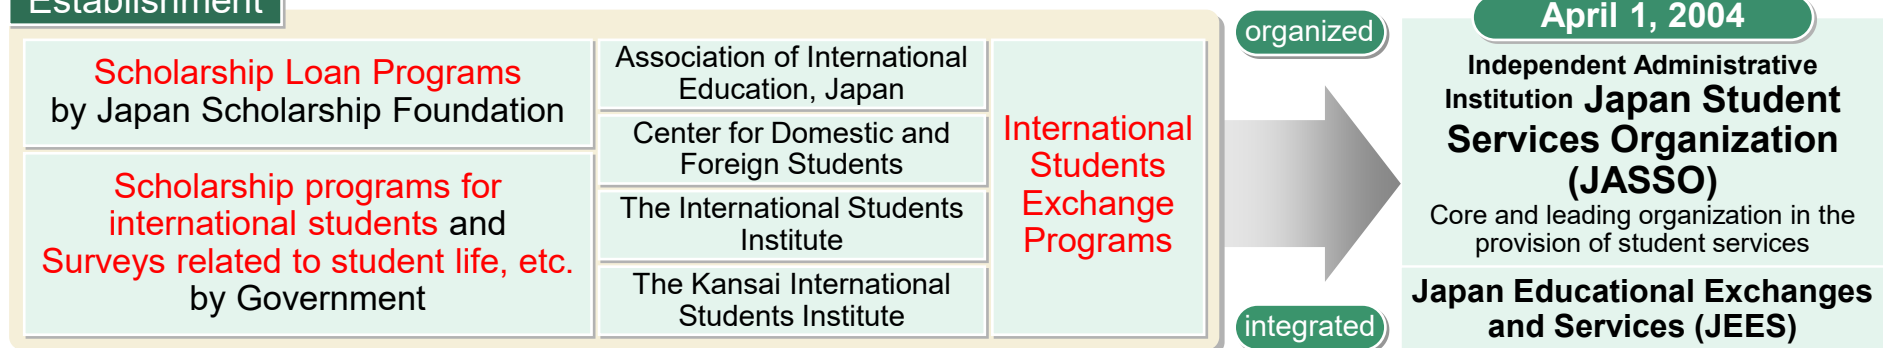 Establishment
Scholarship Loan Programs
by Japan Scholarship Foundation
Scholarship programs for
international students and
Surveys related to student life, etc.
by Government
Association of International
Education, Japan
Center for Domestic and
Foreign Students
The International Students
Institute
The Kansai International
Students Institute
International
Students
Exchange
Programs
organized
integrated
April 1, 2004
Independent Administrative
Institution Japan Student
Services Organization
(JASSO)
Core and leading organization in the
provision of student services
Japan Educational Exchanges
and Services (JEES)